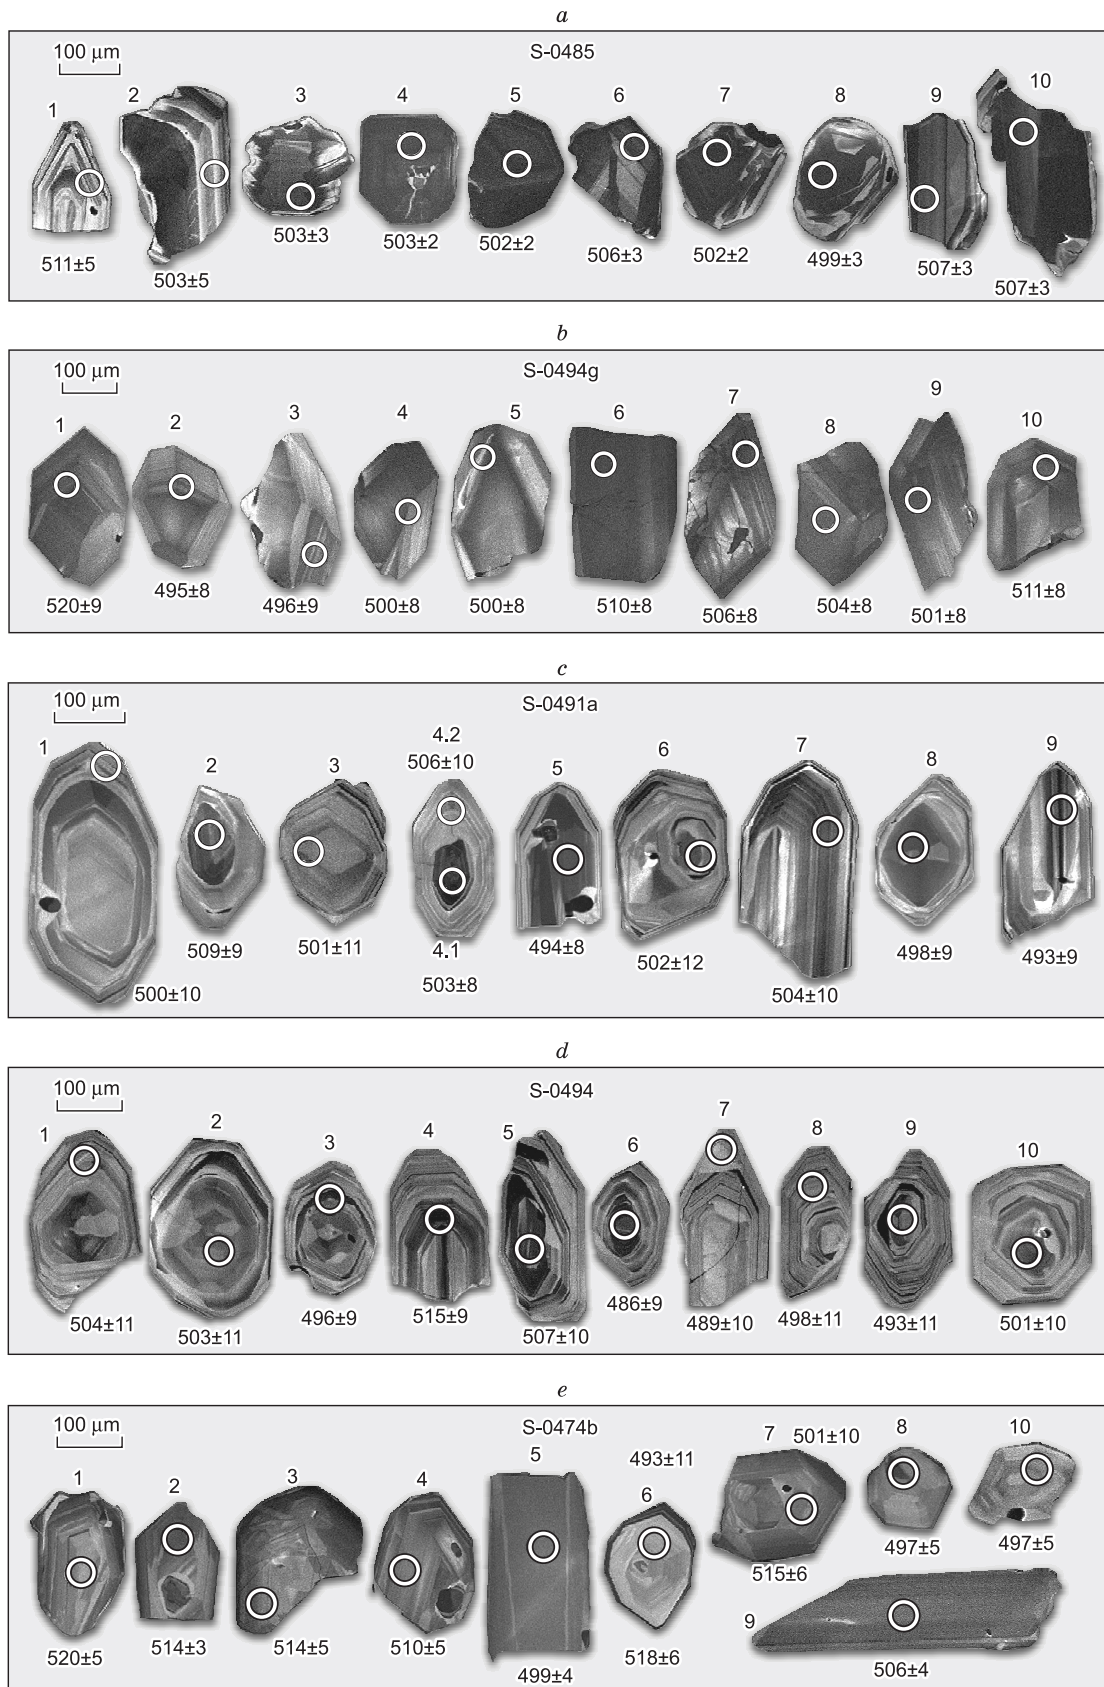 a
100 µm
S-0485
1 2 3 4 5 6 7 8 9 10
511±5 503±5 503±3 503±2 502±2 506±3 502±2 499±3 507±3 507±3
b
100 µm
S-0494g
1 2 3 4 5 6 7 8 9 10
520±9 495±8 496±9 500±8 500±8 510±8 506±8 504±8 501±8 511±8
c
100 µm
S-0491a
1 2 3 4.2 5 6 7 8 9
506±10
4.1
500±10 509±9 501±11 503±8 494±8 502±12 504±10 498±9 493±9
d
100 µm
S-0494
1 2 3 4 5 6 7 8 9 10
504±11 503±11 496±9 515±9 507±10 486±9 489±10 498±11 493±11 501±10
e
100 µm
S-0474b
1 2 3 4 5 6 7 8 10
493±11 501±10
520±5 514±3 514±5 510±5 499±4 518±6 515±6 497±5 497±5
9
506±4